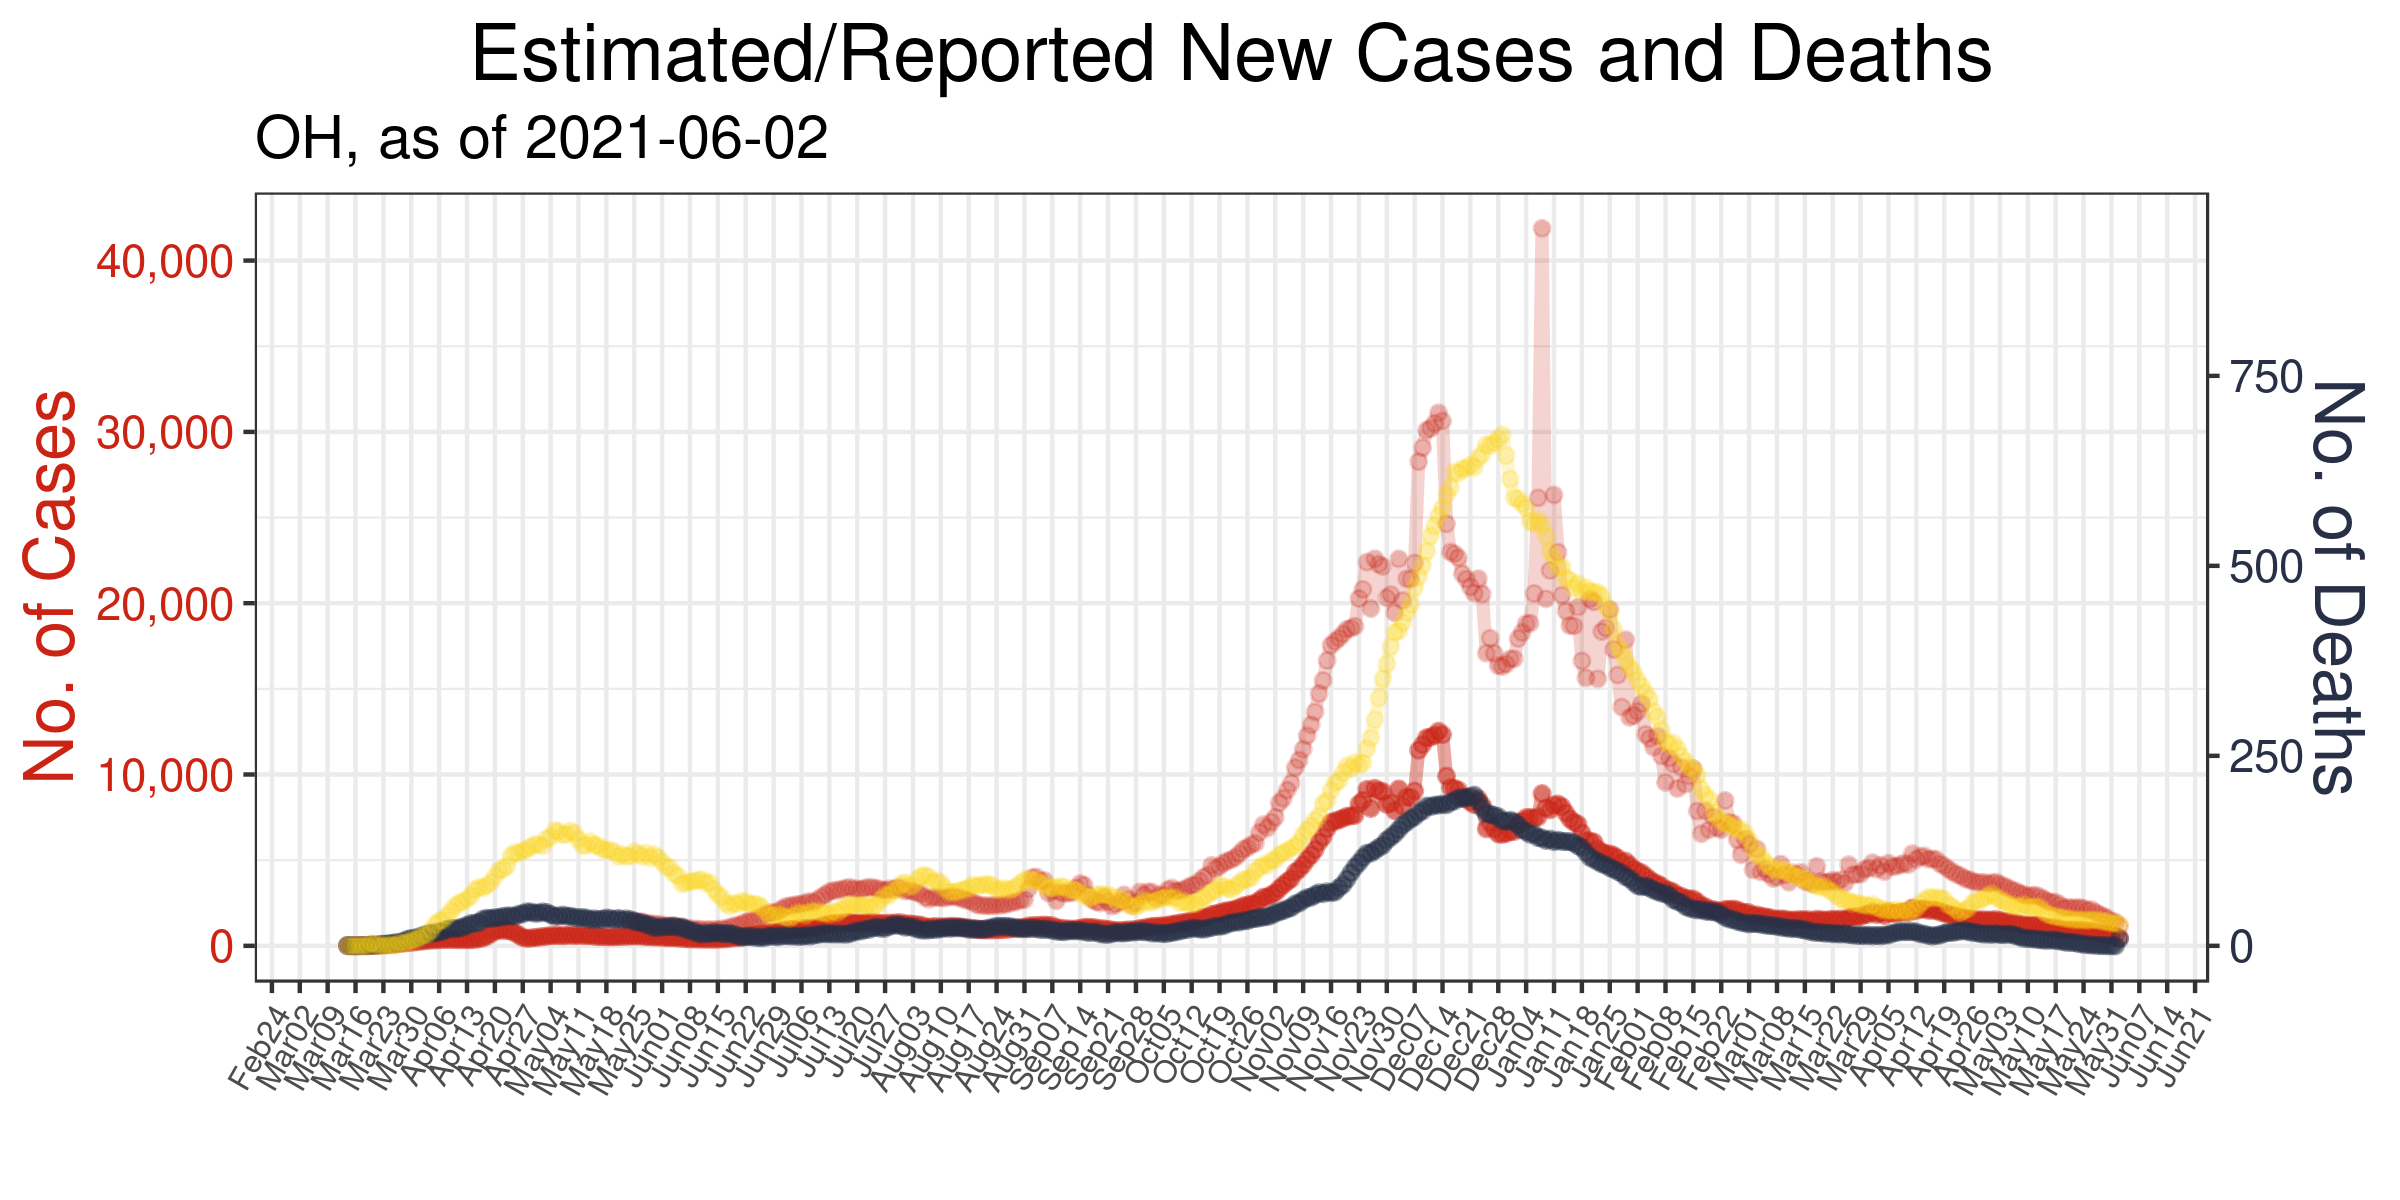 Estimated/Reported New Cases and Deaths
OH, as of 2021-06-02
No. of Cases
40,000
30,000
20,000
10,000
0
750
500
250
0
No. of Deaths
Feb24
Mar02
Mar09
Mar16
Mar23
Mar30
Apr06
Apr13
Apr20
Apr27
May04
May11
May18
May25
Jun01
Jun08
Jun15
Jun22
Jun29
Jul06
Jul13
Jul20
Jul27
Aug03
Aug10
Aug17
Aug24
Aug31
Sep07
Sep14
Sep21
Sep28
Oct05
Oct12
Oct19
Oct26
Nov02
Nov09
Nov16
Nov23
Nov30
Dec07
Dec14
Dec21
Dec28
Jan04
Jan11
Jan18
Jan25
Feb01
Feb08
Feb15
Feb22
Mar01
Mar08
Mar15
Mar22
Mar29
Apr05
Apr12
Apr19
Apr26
May03
May10
May17
May24
May31
Jun07
Jun14
Jun21